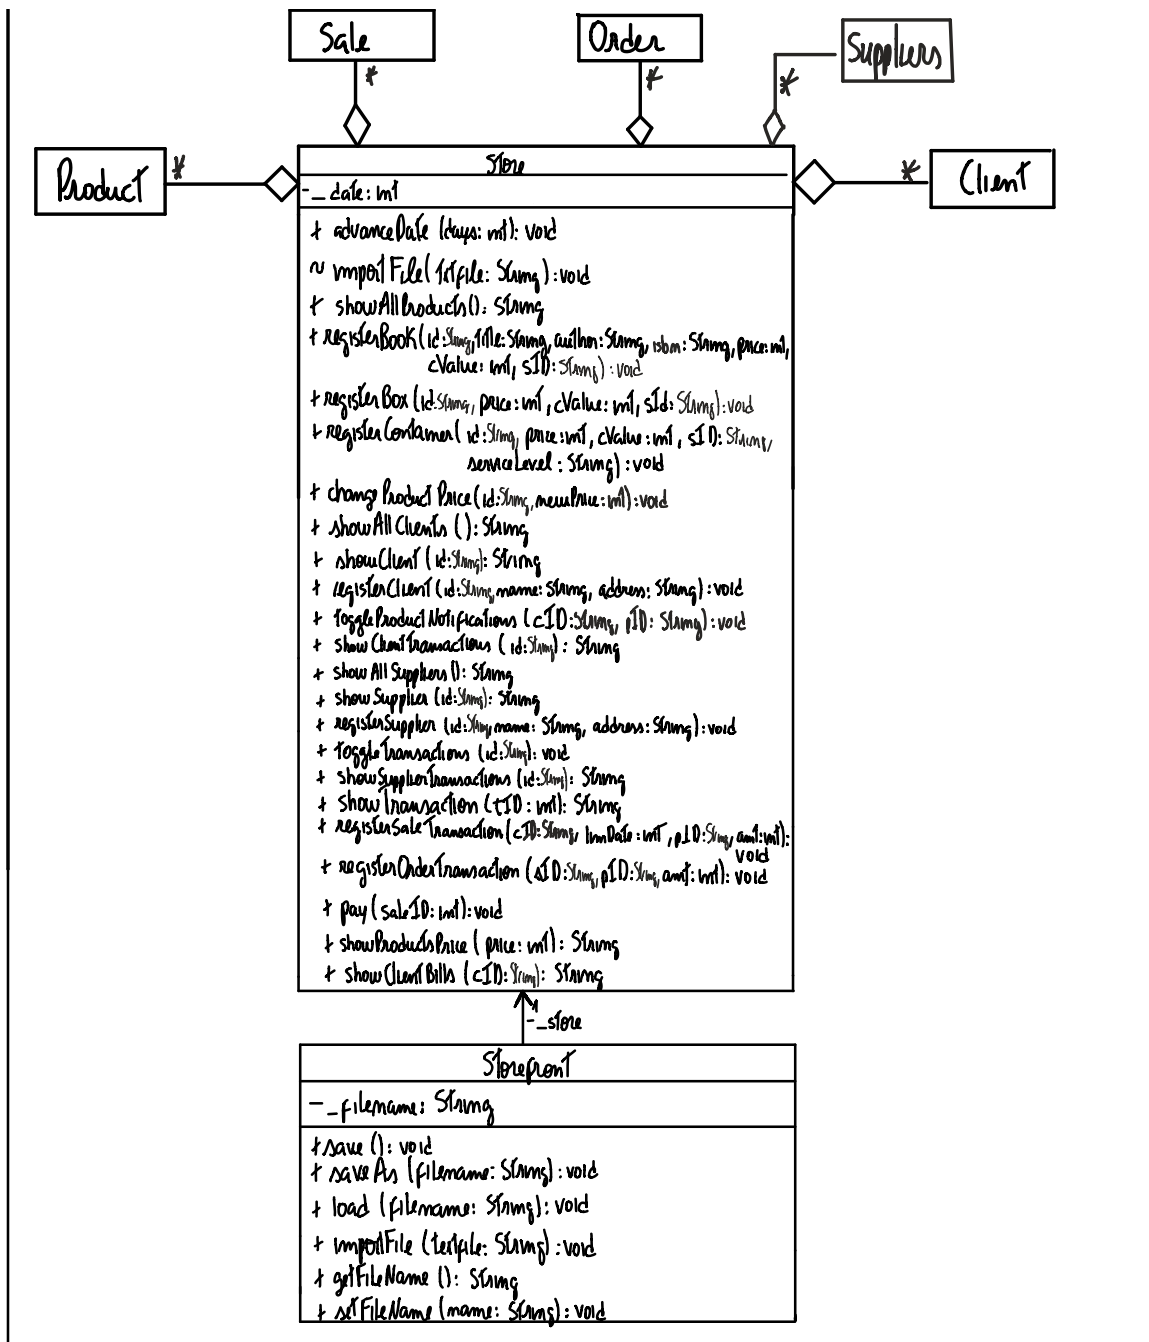 Sale
Order
Suppliers
*
*
*
Product
*
Store
*
Client
- _date: int
+ advanceDate (days: int): void
~ importFile(txtfile: String): void
+ showAllProducts(): String
+ registerBook(id: String, title: String, author: String, isbn: String, price: int,
cValue: int, sID: String): void
+ registerBox (id: String, price: int, cValue: int, sId: String): void
+ registerContainer( id: String, price: int, cValue: int, sID: String,
serviceLevel: String): void
+ changeProductPrice(id: String, newPrice: int): void
+ showAllClients (): String
+ showClient (id: String): String
+ registerClient (id: String, name: String, address: String): void
+ toggleProductNotifications (cID: String, pID: String): void
+ showClientTransactions (id: String): String
+ showAllSuppliers (): String
+ showSupplier (id: String): String
+ registerSupplier (id: String, name: String, address: String): void
+ toggleTransactions (id: String): void
+ showSupplierTransactions (id: String): String
+ showTransaction (tID: int): String
+ registerSaleTransaction(cID: String, limDate: int, pID: String, amt: int):
void
+ registerOrderTransaction (sID: String, pID: String, amt: int): void
+ pay (saleID: int): void
+ showProductsPrice (price: int): String
+ showClientBills (cID: String): String
1
- _store
Storefront
- _filename: String
+ save (): void
+ saveAs (filename: String): void
+ load (filename: String): void
+ importFile (textfile: String): void
+ getFileName (): String
+ setFileName (name: String): void